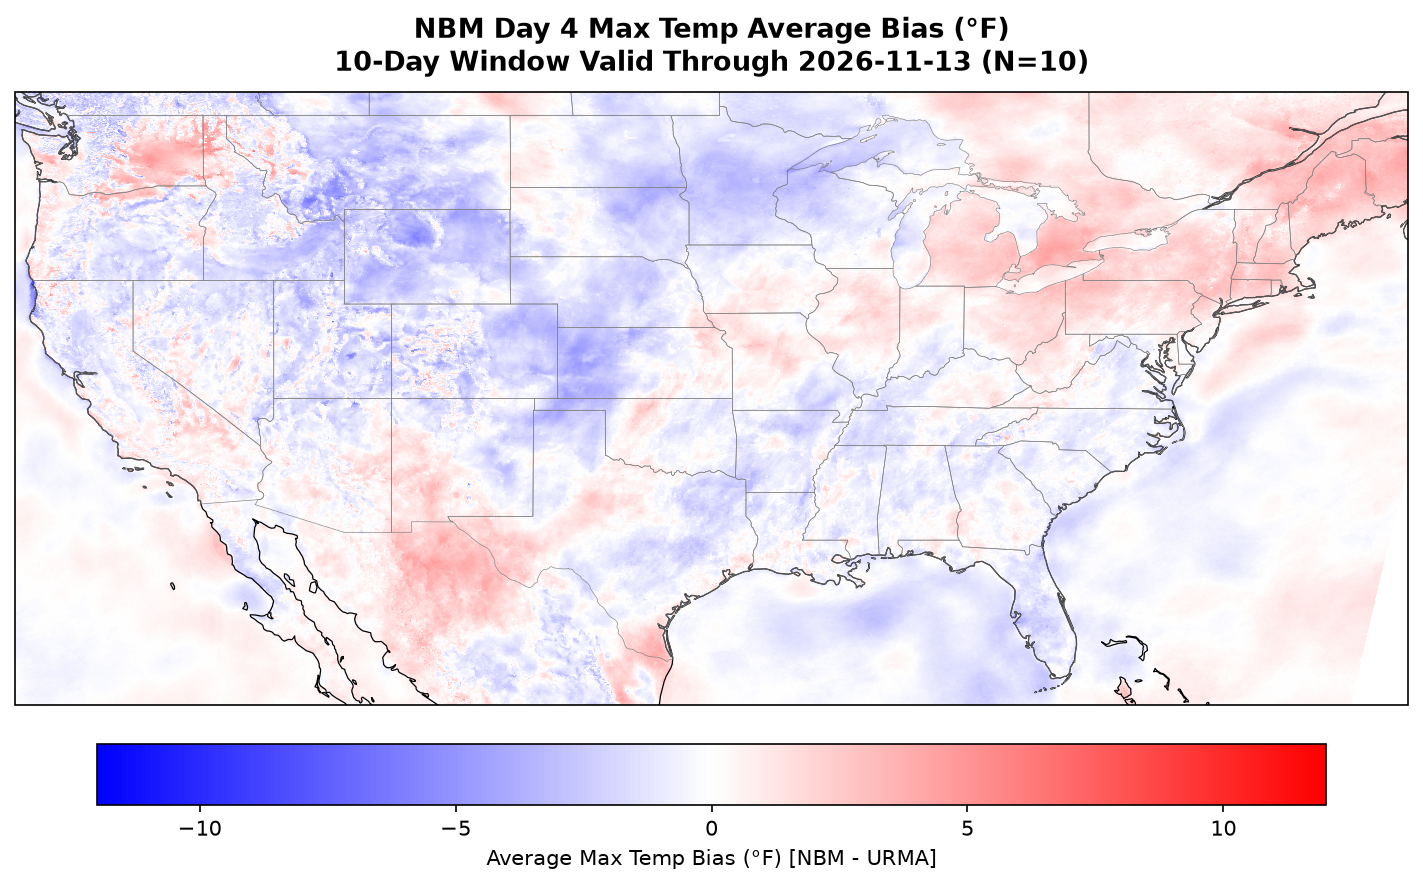 NBM Day 4 Max Temp Average Bias (°F)
10-Day Window Valid Through 2026-11-13 (N=10)
−10 −5 0 5 10
Average Max Temp Bias (°F) [NBM - URMA]